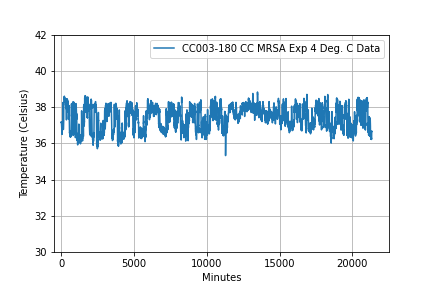 CC003-180 CC MRSA Exp 4 Deg. C Data
42
40
38
36
34
32
30
Temperature (Celsius)
0 5000 10000 15000 20000
Minutes